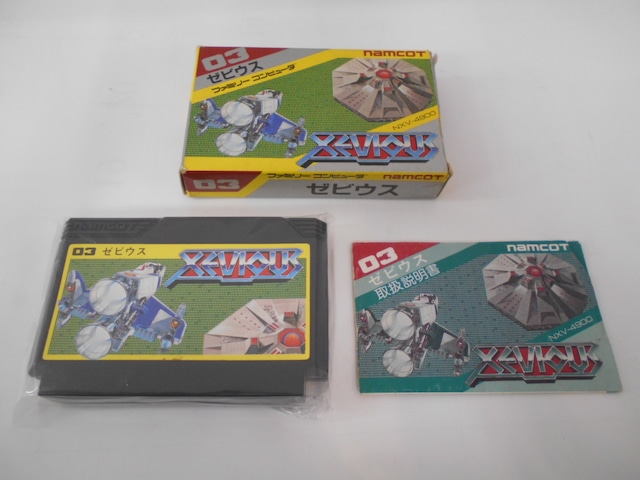 03
ゼビウス
ファミリーコンピュータ
namcot
NXV-4900
XEVIOUS
03
ファミリーコンピュータ
namcot
ゼビウス
namcot
03 ゼビウス
XEVIOUS
03
ゼビウス
取扱説明書
namcot
NXV-4900
XEVIOUS